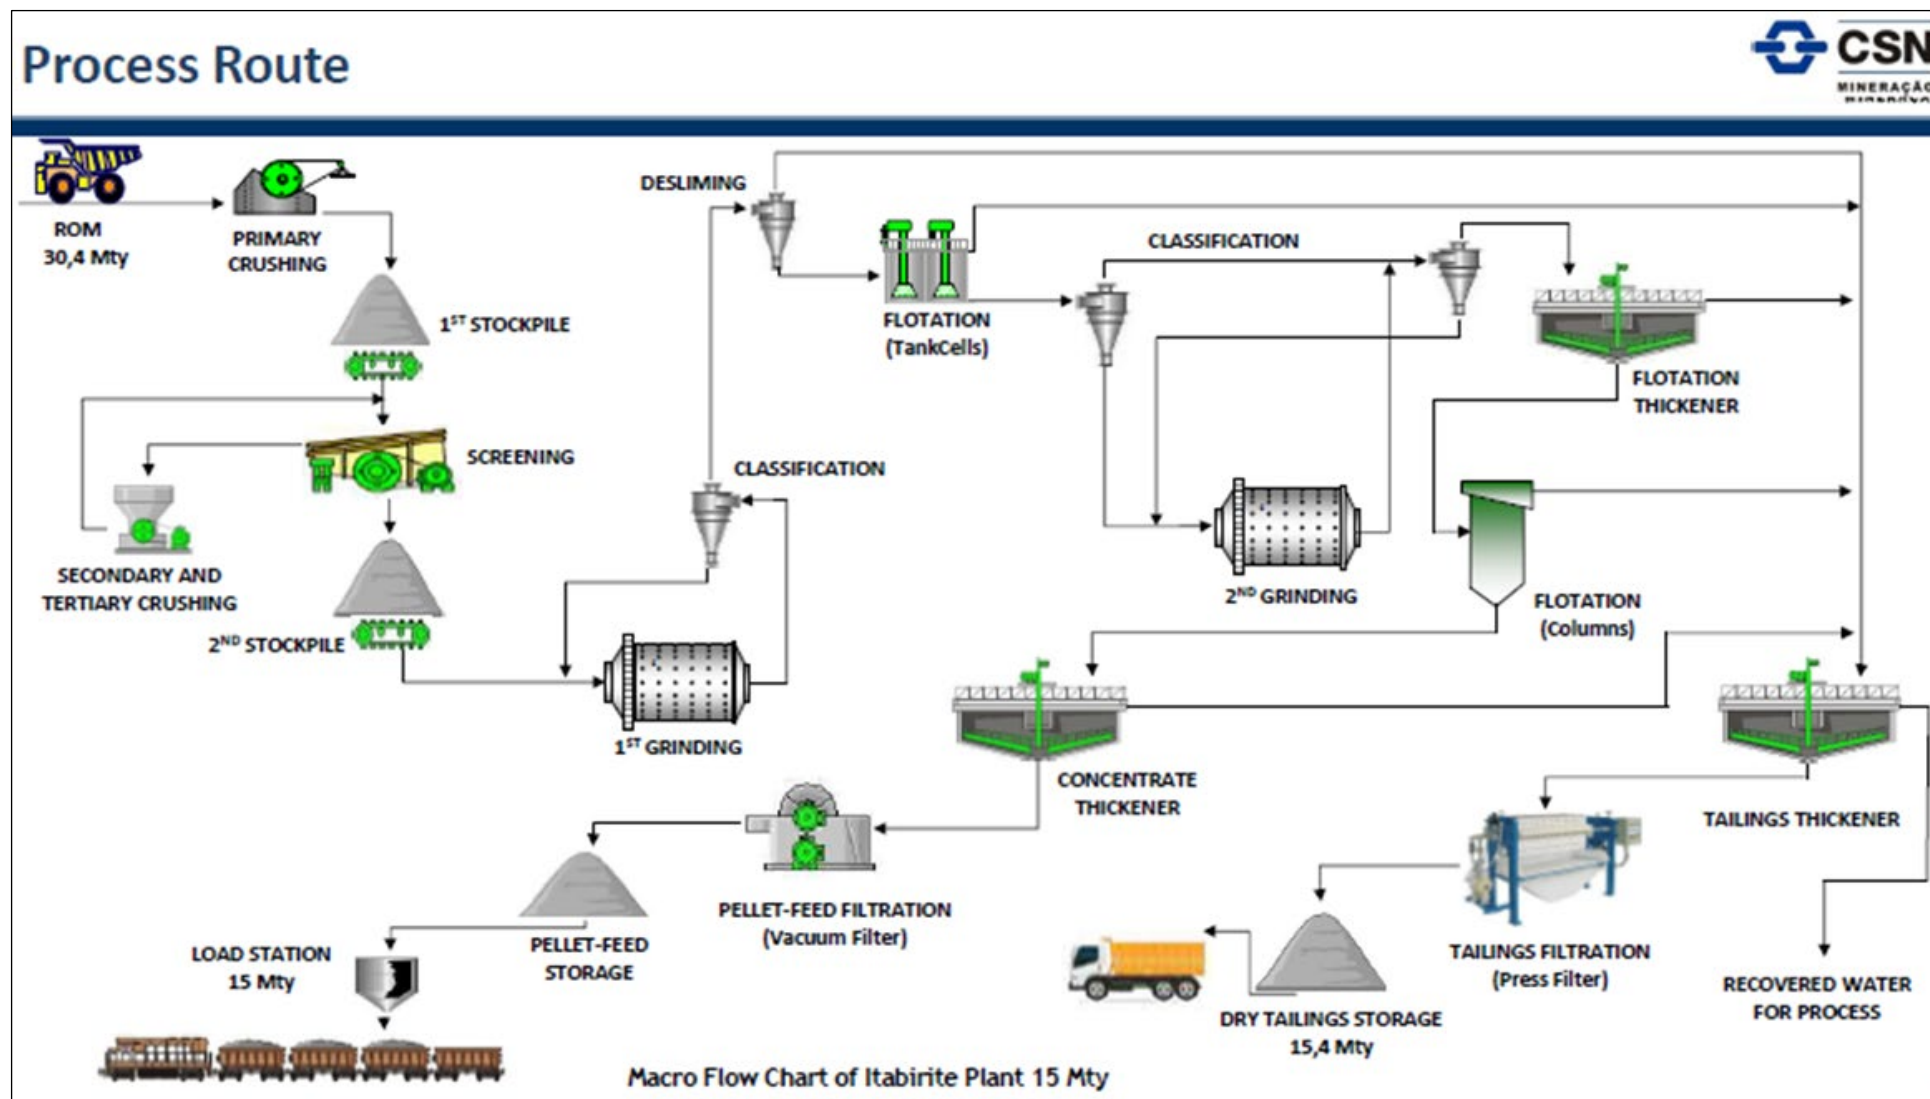 Process Route
CSN
MINERAÇÃO
ROM
30,4 Mty
PRIMARY
CRUSHING
1ST STOCKPILE
SCREENING
SECONDARY AND
TERTIARY CRUSHING
2ND STOCKPILE
CLASSIFICATION
1ST GRINDING
DESLIMING
FLOTATION
(TankCells)
CLASSIFICATION
2ND GRINDING
FLOTATION
THICKENER
FLOTATION
(Columns)
CONCENTRATE
THICKENER
TAILINGS THICKENER
PELLET-FEED FILTRATION
(Vacuum Filter)
PELLET-FEED
STORAGE
LOAD STATION
15 Mty
TAILINGS FILTRATION
(Press Filter)
RECOVERED WATER
FOR PROCESS
DRY TAILINGS STORAGE
15,4 Mty
Macro Flow Chart of Itabirite Plant 15 Mty